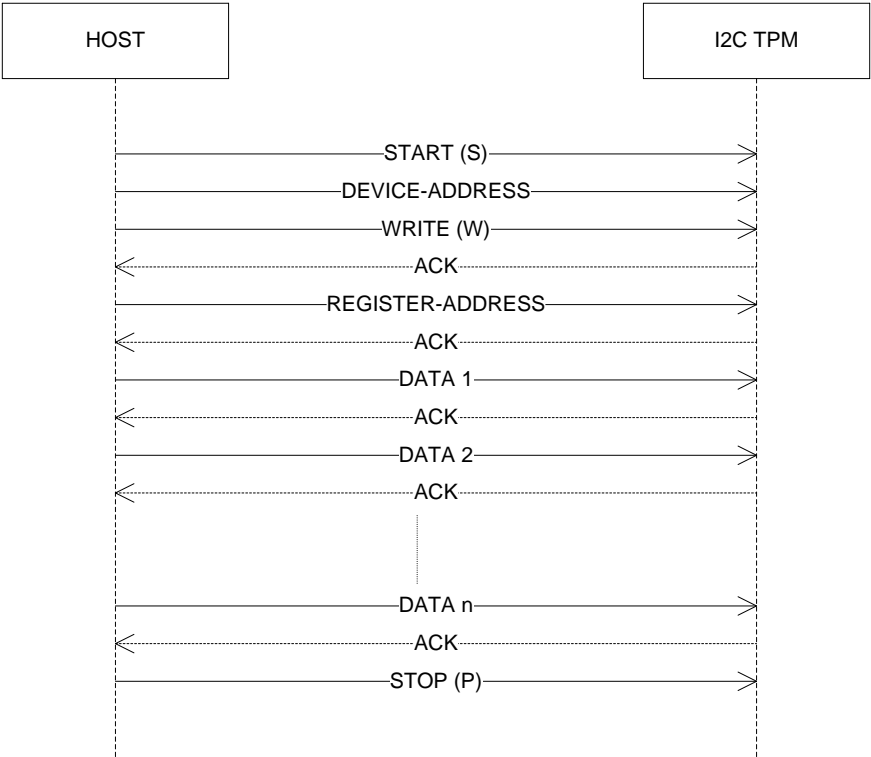 HOST
I2C TPM
START (S)
DEVICE-ADDRESS
WRITE (W)
ACK
REGISTER-ADDRESS
ACK
DATA 1
ACK
DATA 2
ACK
DATA n
ACK
STOP (P)